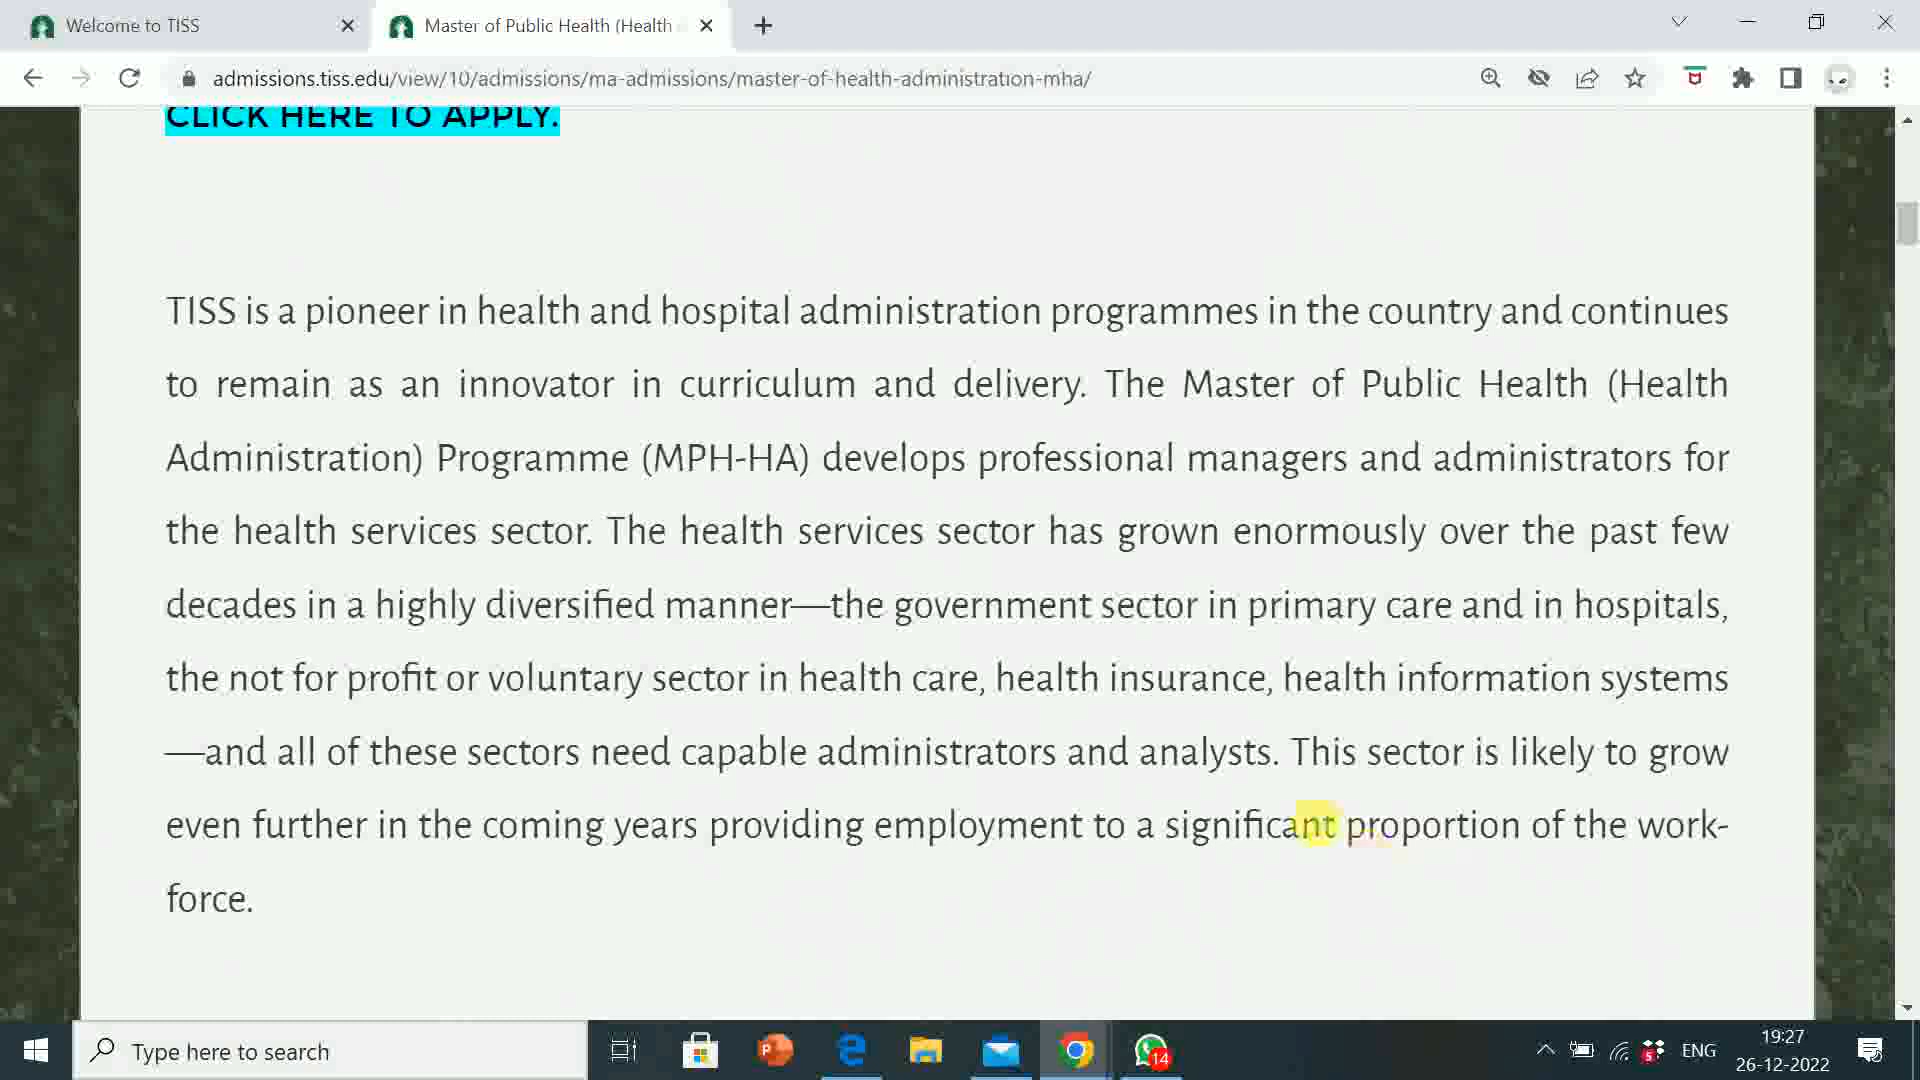 Welcome to TISS
Master of Public Health (Health
admissions.tiss.edu/view/10/admissions/ma-admissions/master-of-health-administration-mha/
CLICK HERE TO APPLY.
TISS is a pioneer in health and hospital administration programmes in the country and continues
to remain as an innovator in curriculum and delivery. The Master of Public Health (Health
Administration) Programme (MPH-HA) develops professional managers and administrators for
the health services sector. The health services sector has grown enormously over the past few
decades in a highly diversified manner—the government sector in primary care and in hospitals,
the not for profit or voluntary sector in health care, health insurance, health information systems
—and all of these sectors need capable administrators and analysts. This sector is likely to grow
even further in the coming years providing employment to a significant proportion of the work-
force.
Type here to search
14
5
ENG
19:27
26-12-2022